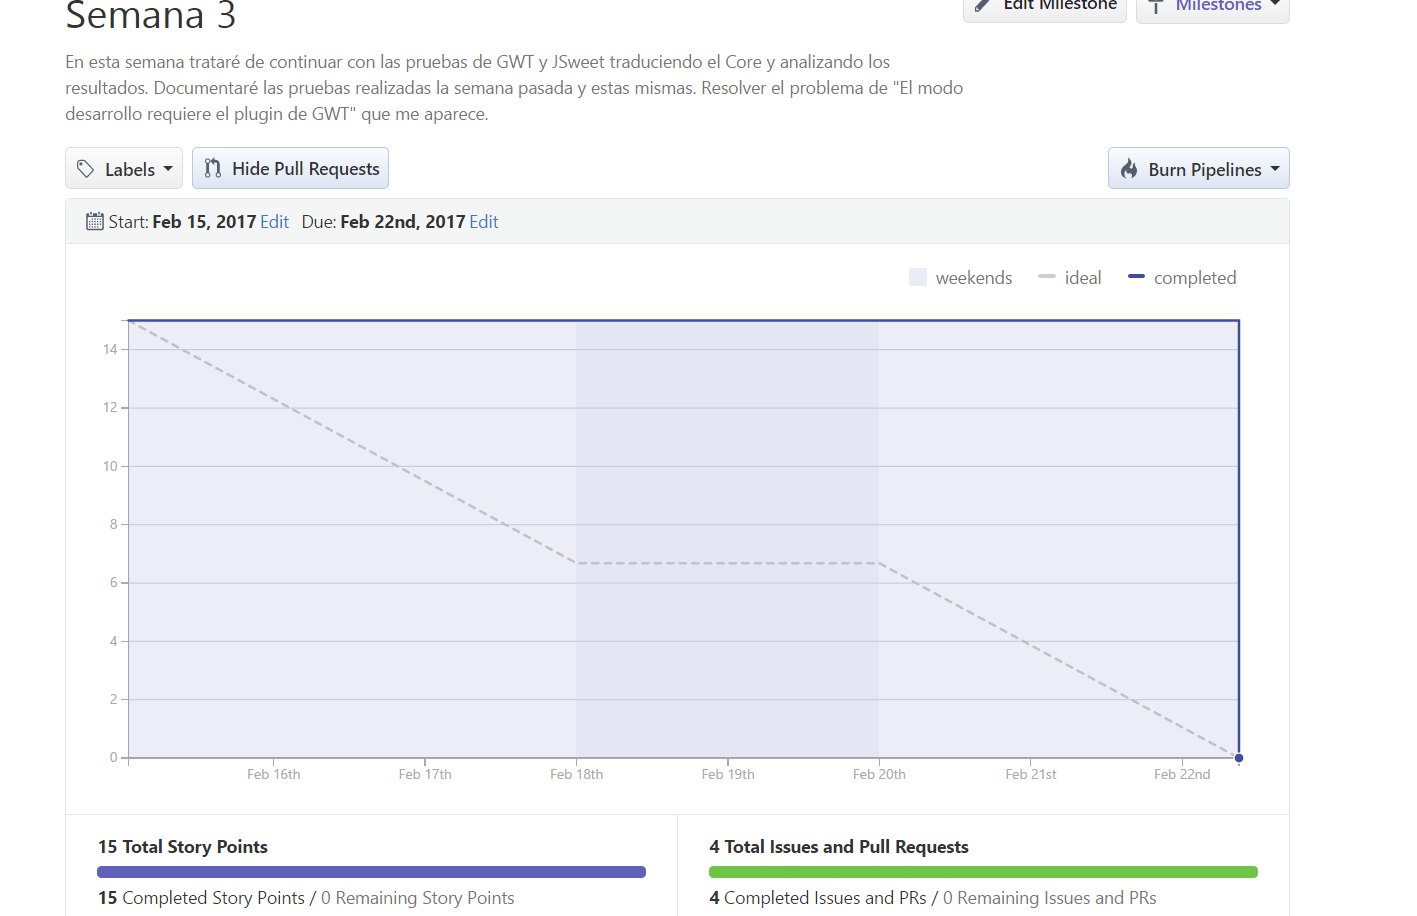 Semana 3
Edit Milestone
Milestones
En esta semana trataré de continuar con las pruebas de GWT y JSweet traduciendo el Core y analizando los
resultados. Documentaré las pruebas realizadas la semana pasada y estas mismas. Resolver el problema de "El modo
desarrollo requiere el plugin de GWT" que me aparece.
Labels
Hide Pull Requests
Burn Pipelines
Start: Feb 15, 2017 Edit Due: Feb 22nd, 2017 Edit
weekends ideal completed
14
12
10
8
6
4
2
0
Feb 16th Feb 17th Feb 18th Feb 19th Feb 20th Feb 21st Feb 22nd
15 Total Story Points
15 Completed Story Points / 0 Remaining Story Points
4 Total Issues and Pull Requests
4 Completed Issues and PRs / 0 Remaining Issues and PRs